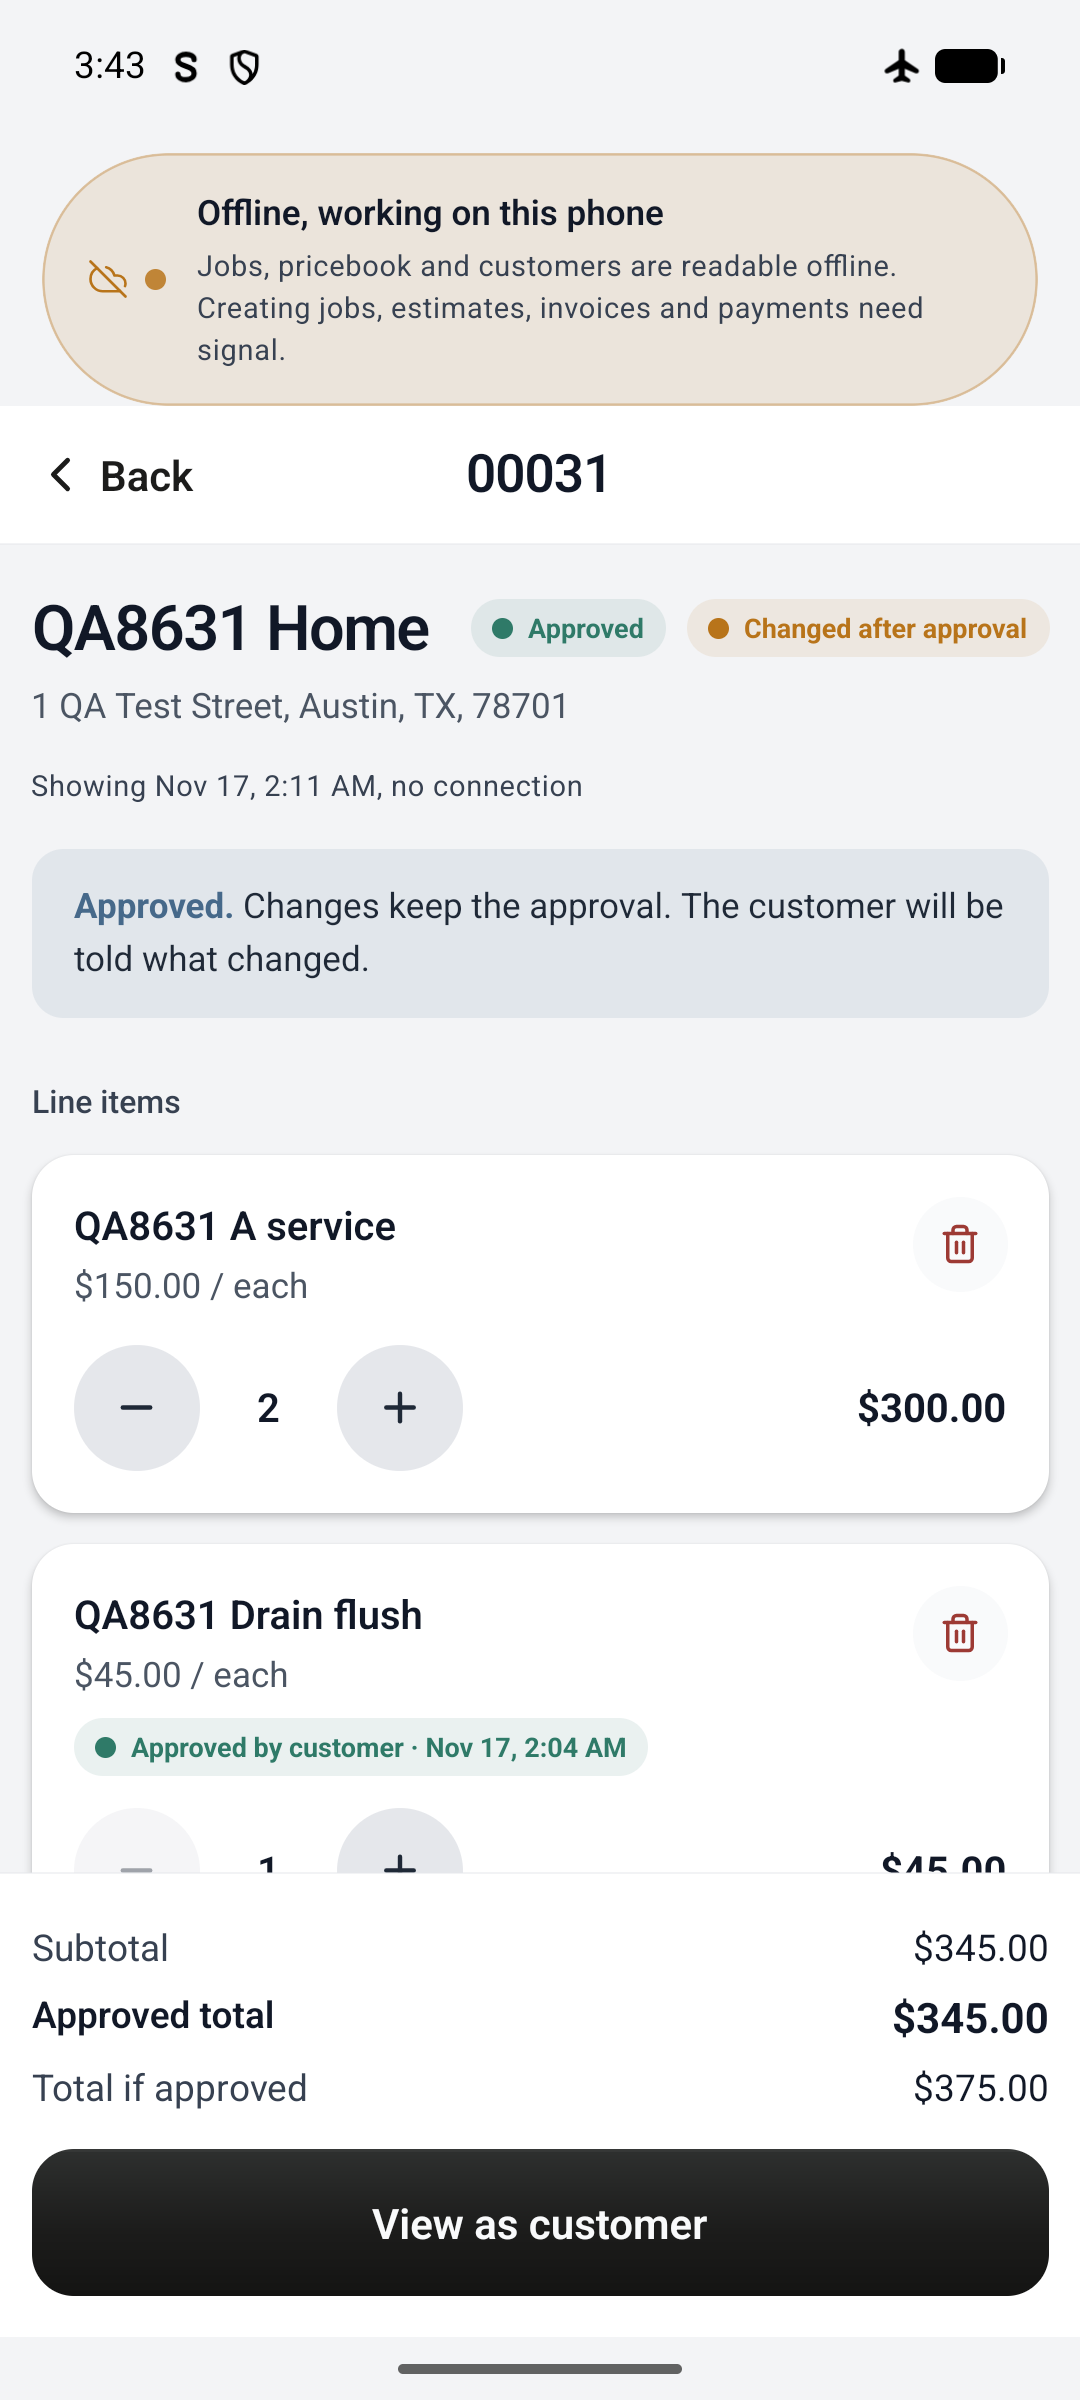 3:43 S
Offline, working on this phone
Jobs, pricebook and customers are readable offline.
Creating jobs, estimates, invoices and payments need
signal.
Back
00031
QA8631 Home
Approved
Changed after approval
1 QA Test Street, Austin, TX, 78701
Showing Nov 17, 2:11 AM, no connection
Approved. Changes keep the approval. The customer will be
told what changed.
Line items
QA8631 A service
$150.00 / each
2
$300.00
QA8631 Drain flush
$45.00 / each
Approved by customer · Nov 17, 2:04 AM
1
$45.00
Subtotal
$345.00
Approved total
$345.00
Total if approved
$375.00
View as customer